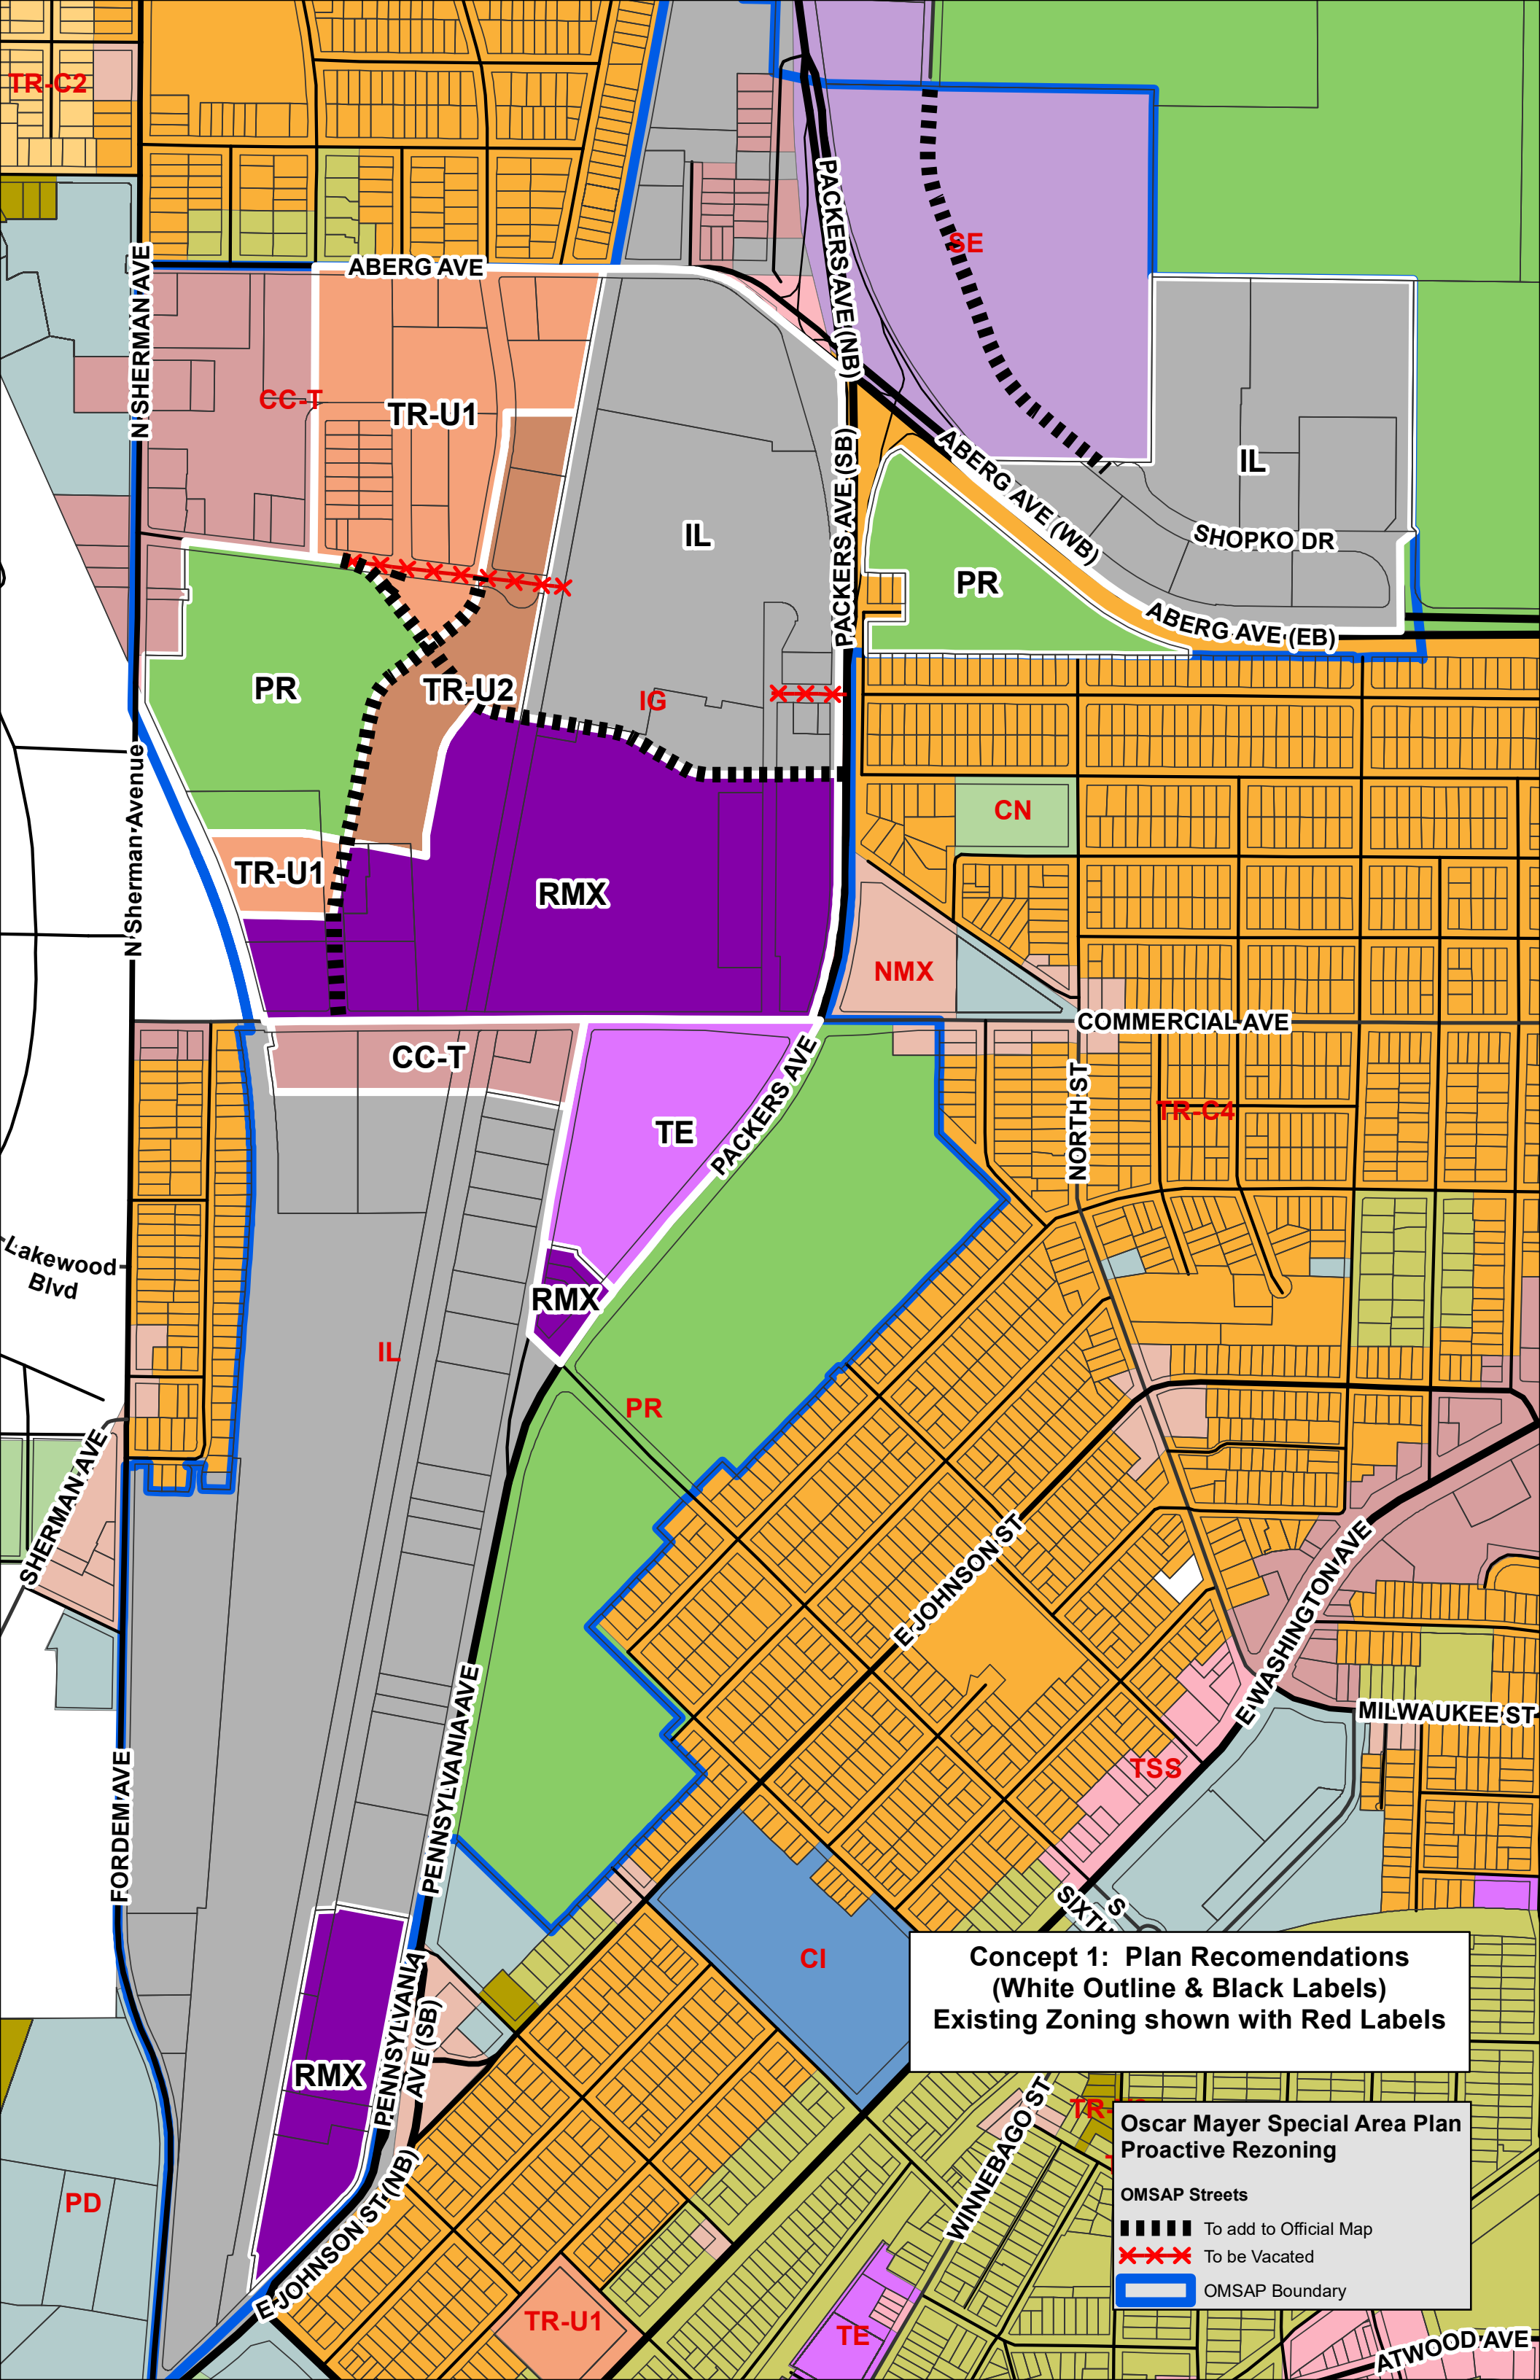 TR-C2
PACKERS AVE (NB)
SE
N SHERMAN AVE
ABERG AVE
CC-T
TR-U1
IL
ABERG AVE (WB)
IL
SHOPKO DR
PACKERS AVE (SB)
PR
ABERG AVE (EB)
PR
TR-U2
IG
N Sherman Avenue
CN
TR-U1
RMX
NMX
COMMERCIAL AVE
CC-T
TE
PACKERS AVE
NORTH ST
TR-C4
Lakewood
Blvd
RMX
IL
PR
SHERMAN AVE
E JOHNSON ST
E WASHINGTON AVE
MILWAUKEE ST
PENNSYLVANIA AVE
TSS
FORDEM AVE
S
SIXTH
CI
Concept 1: Plan Recomendations
(White Outline & Black Labels)
Existing Zoning shown with Red Labels
RMX
PENNSYLVANIA
AVE (SB)
PD
E JOHNSON ST (NB)
WINNEBAGO ST
Oscar Mayer Special Area Plan
Proactive Rezoning
OMSAP Streets
To add to Official Map
To be Vacated
OMSAP Boundary
TR-U1
TE
ATWOOD AVE